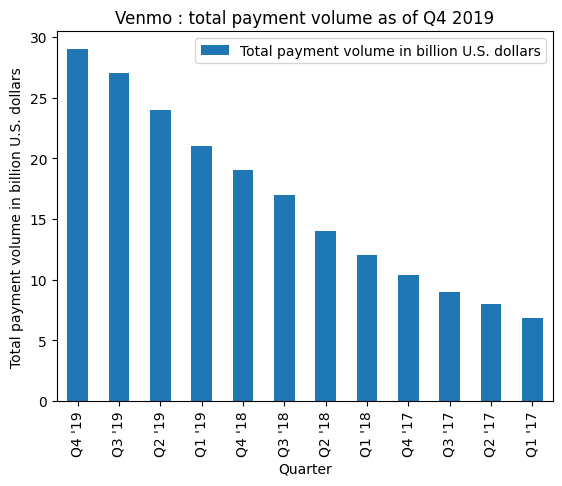 Venmo : total payment volume as of Q4 2019
Total payment volume in billion U.S. dollars
Total payment volume in billion U.S. dollars
30
25
20
15
10
5
0
Q4 '19
Q3 '19
Q2 '19
Q1 '19
Q4 '18
Q3 '18
Q2 '18
Q1 '18
Q4 '17
Q3 '17
Q2 '17
Q1 '17
Quarter